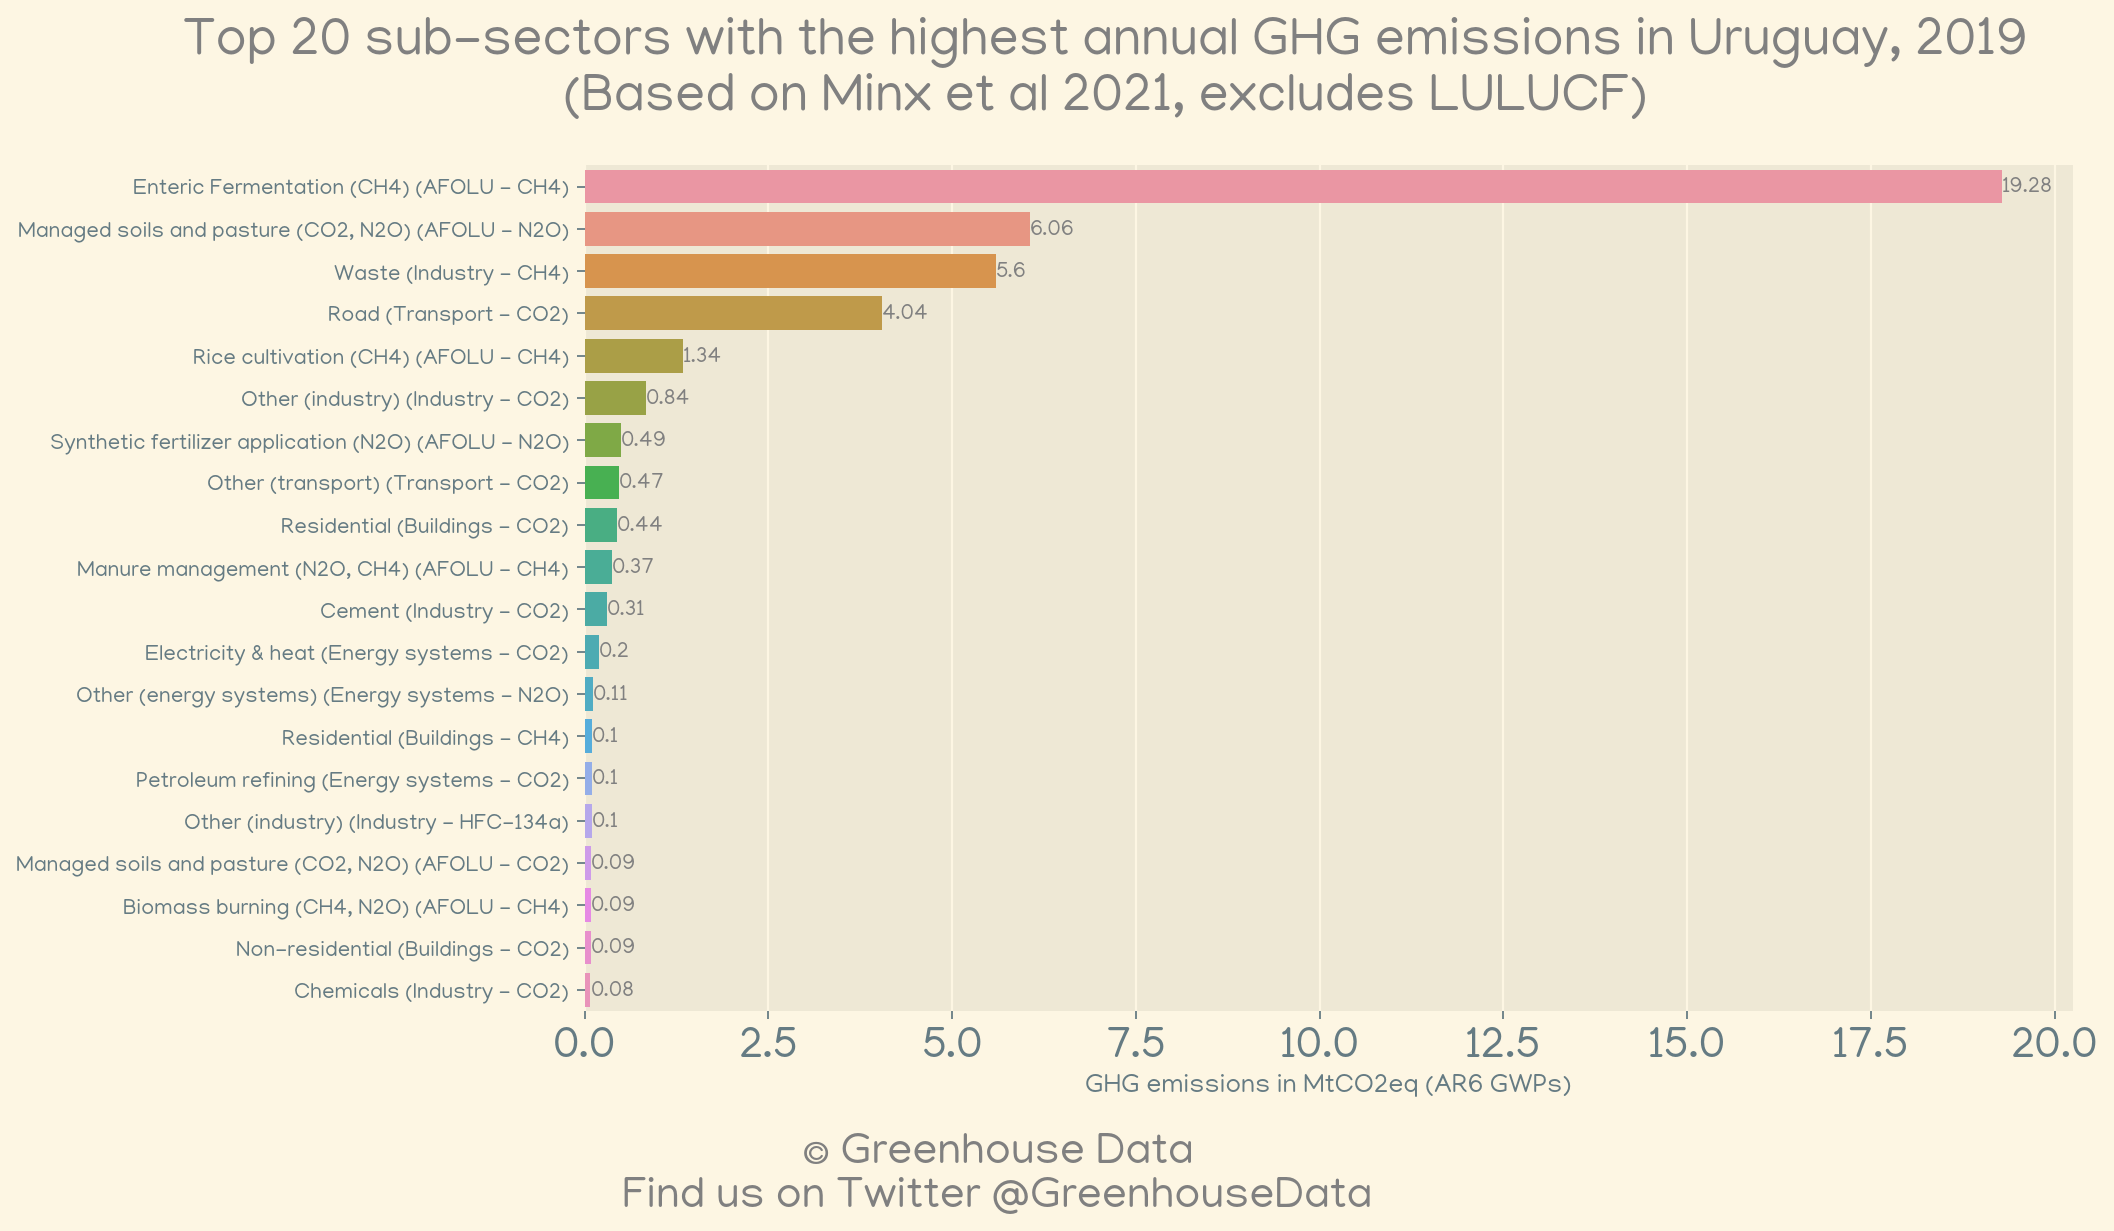 Top 20 sub-sectors with the highest annual GHG emissions in Uruguay, 2019
(Based on Minx et al 2021, excludes LULUCF)
Enteric Fermentation (CH4) (AFOLU - CH4) 19.28
Managed soils and pasture (CO2, N2O) (AFOLU - N2O) 6.06
Waste (Industry - CH4) 5.6
Road (Transport - CO2) 4.04
Rice cultivation (CH4) (AFOLU - CH4) 1.34
Other (industry) (Industry - CO2) 0.84
Synthetic fertilizer application (N2O) (AFOLU - N2O) 0.49
Other (transport) (Transport - CO2) 0.47
Residential (Buildings - CO2) 0.44
Manure management (N2O, CH4) (AFOLU - CH4) 0.37
Cement (Industry - CO2) 0.31
Electricity & heat (Energy systems - CO2) 0.2
Other (energy systems) (Energy systems - N2O) 0.11
Residential (Buildings - CH4) 0.1
Petroleum refining (Energy systems - CO2) 0.1
Other (industry) (Industry - HFC-134a) 0.1
Managed soils and pasture (CO2, N2O) (AFOLU - CO2) 0.09
Biomass burning (CH4, N2O) (AFOLU - CH4) 0.09
Non-residential (Buildings - CO2) 0.09
Chemicals (Industry - CO2) 0.08
0.0 2.5 5.0 7.5 10.0 12.5 15.0 17.5 20.0
GHG emissions in MtCO2eq (AR6 GWPs)
© Greenhouse Data
Find us on Twitter @GreenhouseData